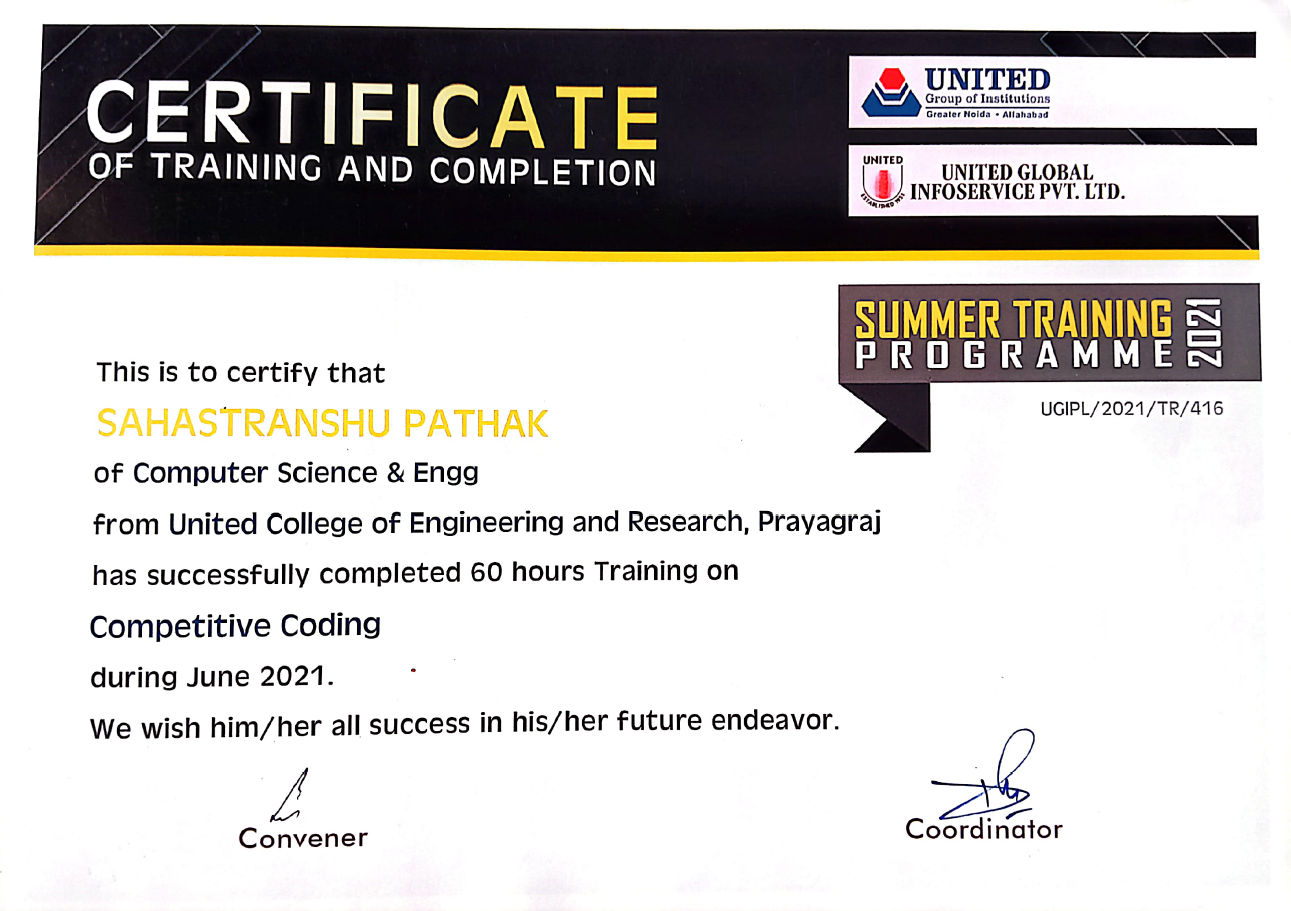 CERTIFICATE
OF TRAINING AND COMPLETION
UNITED
Group of Institutions
Greater Noida • Allahabad
UNITED
ESTABLISHED 1951
UNITED GLOBAL
INFOSERVICE PVT. LTD.
SUMMER TRAINING
PROGRAMME
2021
UGIPL/2021/TR/416
This is to certify that
SAHASTRANSHU PATHAK
of Computer Science & Engg
from United College of Engineering and Research, Prayagraj
has successfully completed 60 hours Training on
Competitive Coding
during June 2021.
We wish him/her all success in his/her future endeavor.
Convener
Coordinator